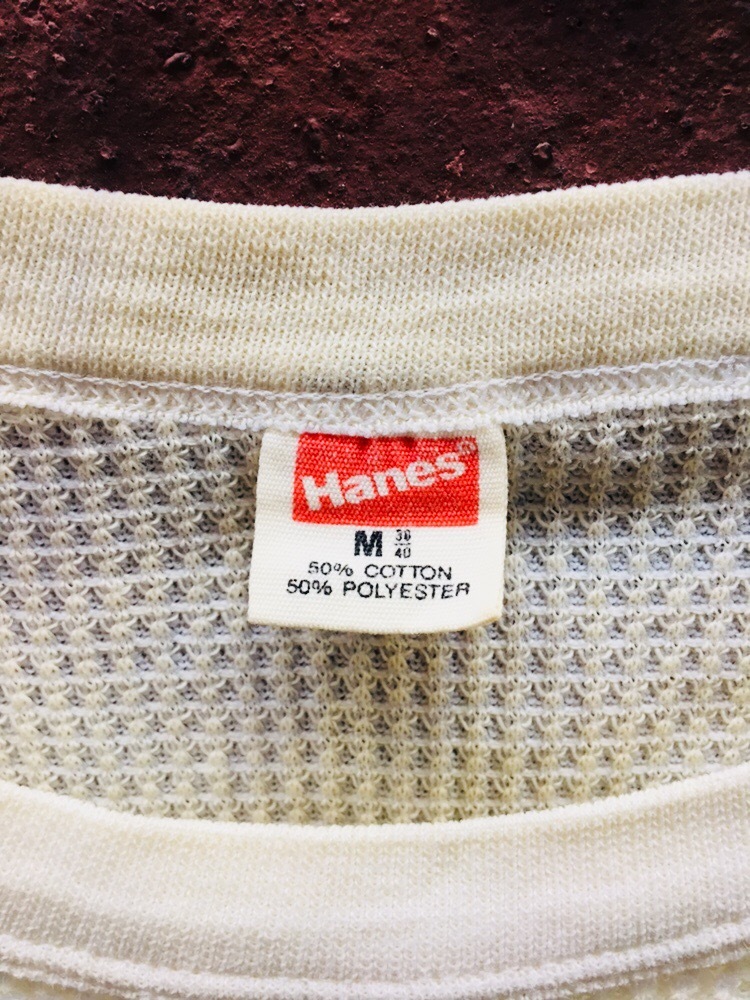 Hanes®
M 38/40
50% COTTON
50% POLYESTER